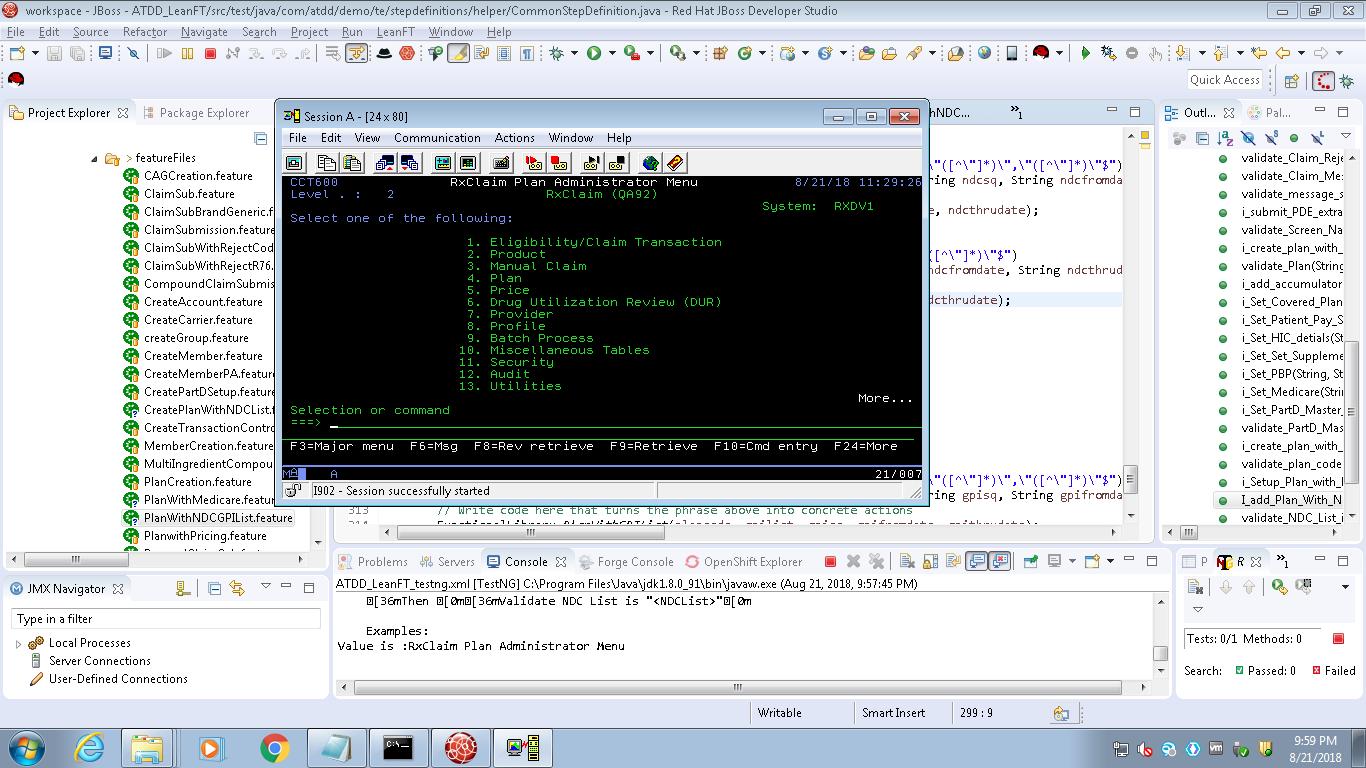 workspace - JBoss - ATDD_LeanFT/src/test/java/com/atdd/demo/te/stepdefinitions/helper/CommonStepDefinition.java - Red Hat JBoss Developer Studio
File Edit Source Refactor Navigate Search Project Run LeanFT Window Help
Quick Access
Project Explorer
Package Explorer
> featureFiles
CAGCreation.feature
ClaimSub.feature
ClaimSubBrandGeneric.f
ClaimSubmission.feature
ClaimSubWithRejectCod
ClaimSubWithRejectR76.
CompoundClaimSubmis
CreateAccount.feature
CreateCarrier.feature
createGroup.feature
CreateMember.feature
CreateMemberPA.feature
CreatePartDSetup.feature
CreatePlanWithNDCList.f
CreateTransactionContro
MemberCreation.feature
MultiIngredientCompou
PlanCreation.feature
PlanWithMedicare.feature
PlanWithNDCGPIList.feature
PlanwithPricing.feature
Session A - [24 x 80]
File Edit View Communication Actions Window Help
CCT600 RxClaim Plan Administrator Menu 8/21/18 11:29:26
Level . : 2 RxClaim (QA92)
System: RXDV1
Select one of the following:
1. Eligibility/Claim Transaction
2. Product
3. Manual Claim
4. Plan
5. Price
6. Drug Utilization Review (DUR)
7. Provider
8. Profile
9. Batch Process
10. Miscellaneous Tables
11. Security
12. Audit
13. Utilities
More...
Selection or command
===>
F3=Major menu F6=Msg F8=Rev retrieve F9=Retrieve F10=Cmd entry F24=More
MA A 21/007
I902 - Session successfully started
hNDC...
"([^\"]*)\",\"([^\"]*)\"$")
ring ndcsq, String ndcfromda
e, ndcthrudate);
([^\"]*)\"$")
ndcfromdate, String ndcthrud
dcthrudate);
"([^\"]*)\",\"([^\"]*)\"$")
ring gpisq, String gpifromda
313 // Write code here that turns the phrase above into concrete actions
Outl...
Pal...
validate_Claim_Reje
validate_Claim_Me
validate_message_s
i_submit_PDE_extra
validate_Screen_Na
i_create_plan_with_
validate_Plan(String
i_add_accumulator
i_Set_Covered_Plan
i_Set_Patient_Pay_S
i_Set_HIC_detials(St
i_Set_Set_Suppleme
i_Set_PBP(String, St
i_Set_Medicare(Stri
i_Set_PartD_Master_
validate_PartD_Mas
i_create_plan_with_
validate_plan_code
i_Setup_Plan_with_
I_add_Plan_With_N
validate_NDC_List_i
JMX Navigator
Type in a filter
Local Processes
Server Connections
User-Defined Connections
Problems Servers Console Forge Console OpenShift Explorer
ATDD_LeanFT_testng.xml [TestNG] C:\Program Files\Java\jdk1.8.0_91\bin\javaw.exe (Aug 21, 2018, 9:57:45 PM)
[36mThen [0m[36mValidate NDC List is "<NDCList>"[0m
Examples:
Value is :RxClaim Plan Administrator Menu
P
R
Tests: 0/1 Methods: 0
Search: Passed: 0 Failed
Writable Smart Insert 299 : 9
9:59 PM
8/21/2018